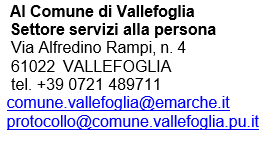 Al Comune di Vallefoglia
Settore servizi alla persona
Via Alfredino Rampi, n. 4
61022 VALLEFOGLIA
tel. +39 0721 489711
comune.vallefoglia@emarche.it
protocollo@comune.vallefoglia.pu.it